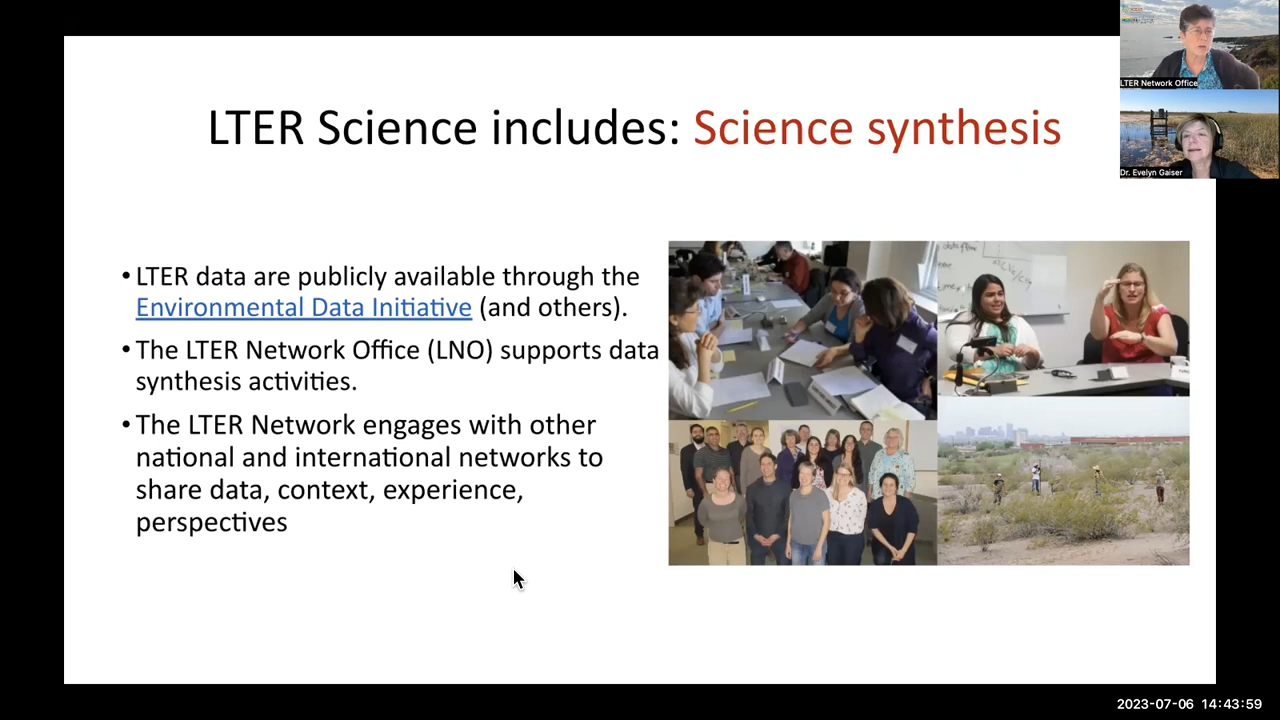 LTER Science includes: Science synthesis
• LTER data are publicly available through the
Environmental Data Initiative (and others).
• The LTER Network Office (LNO) supports data
synthesis activities.
• The LTER Network engages with other
national and international networks to
share data, context, experience,
perspectives
LTER Network Office
Dr. Evelyn Gaiser
2023-07-06 14:43:59